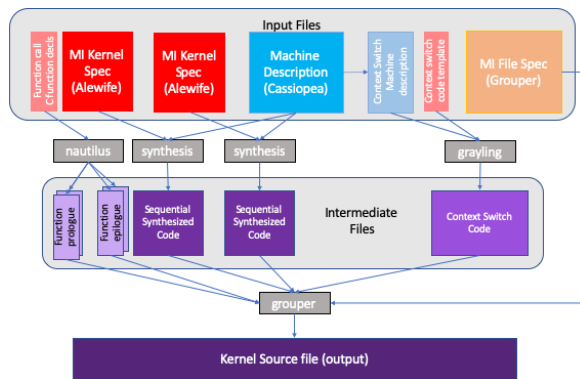 Input Files
Function call
Cfunction decls
MI Kernel
Spec
(Alewife)
MI Kernel
Spec
(Alewife)
Machine
Description
(Cassiopea)
Context Switch
Machine
description
Context switch
code template
MI File Spec
(Grouper)
nautilus
synthesis
synthesis
grayling
Function
prologue
Function
epilogue
Sequential
Synthesized
Code
Sequential
Synthesized
Code
Intermediate
Files
Context Switch
Code
grouper
Kernel Source file (output)